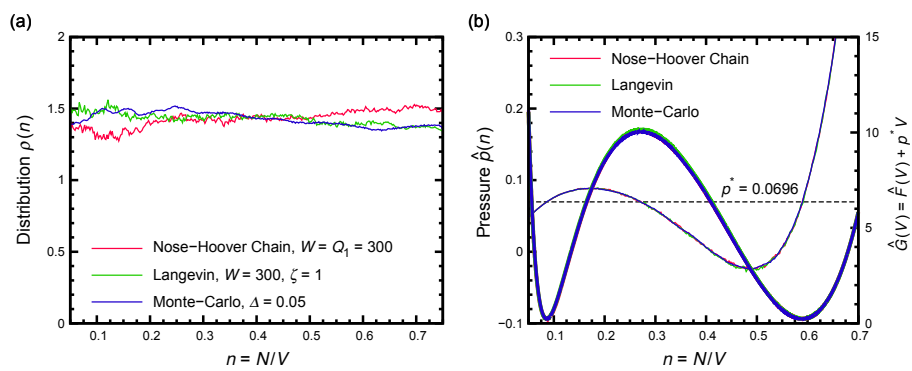 (a)
2
1.5
1
0.5
0
Distribution ρ(n)
Nose-Hoover Chain, W = Q₁ = 300
Langevin, W = 300, ζ = 1
Monte-Carlo, Δ = 0.05
0.1 0.2 0.3 0.4 0.5 0.6 0.7
n = N/V
(b)
0.3
0.2
0.1
0
−0.1
Pressure p̂(n)
Nose-Hoover Chain
Langevin
Monte-Carlo
p* = 0.0696
15
10
5
0
Ĝ(V) = F̂(V) + p*V
0.1 0.2 0.3 0.4 0.5 0.6 0.7
n = N/V